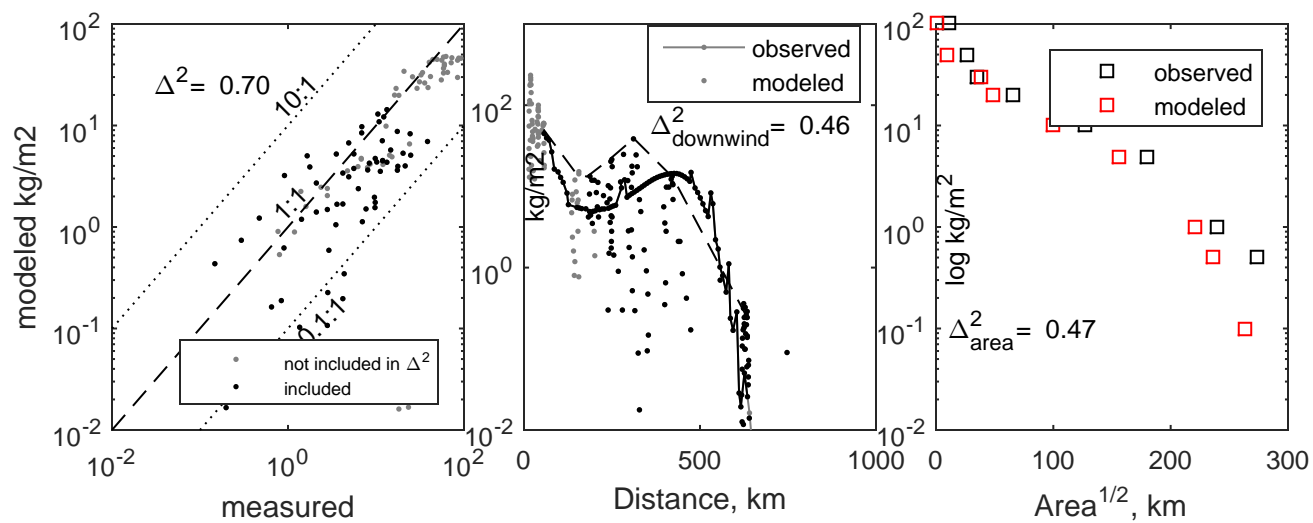 10^2
10^1
10^0
10^-1
10^-2
modeled kg/m2
Δ^2= 0.70
10:1
1:1
0.1:1
not included in Δ^2
included
10^-2
10^0
10^2
measured
10^2
10^0
10^-2
kg/m2
observed
modeled
Δ^2_downwind= 0.46
0
500
1000
Distance, km
10^2
10^1
10^0
10^-1
10^-2
log kg/m^2
observed
modeled
Δ^2_area= 0.47
0
100
200
300
Area^1/2, km